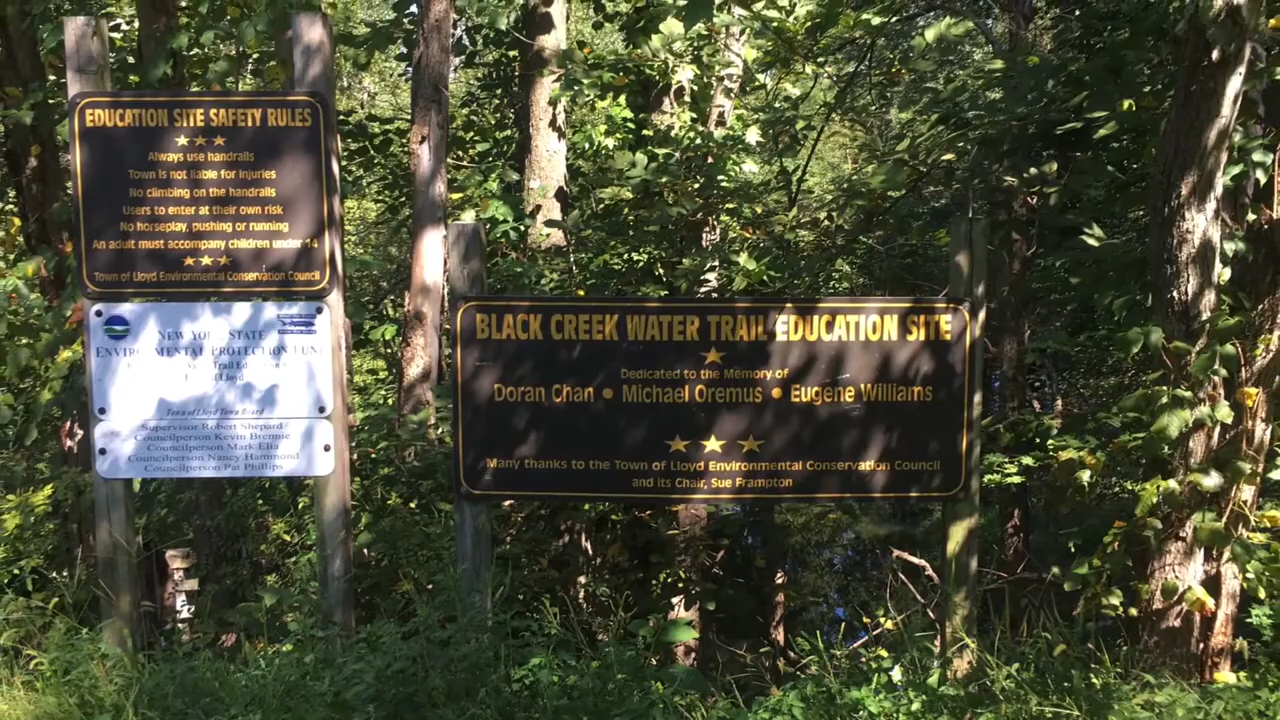 EDUCATION SITE SAFETY RULES
Always use handrails
Town is not liable for injuries
No climbing on the handrails
Users to enter at their own risk
No horseplay, pushing or running
An adult must accompany children under 14
Town of Lloyd Environmental Conservation Council
NEW YORK STATE
ENVIRONMENTAL PROTECTION FUND
Trail
of Lloyd
Town of Lloyd Town Board
Supervisor Robert Shepard
Councilperson Kevin Brennie
Councilperson Mark Elia
Councilperson Nancy Hammond
Councilperson Pat Phillips
BLACK CREEK WATER TRAIL EDUCATION SITE
Dedicated to the Memory of
Doran Chan • Michael Oremus • Eugene Williams
Many thanks to the Town of Lloyd Environmental Conservation Council
and its Chair, Sue Frampton